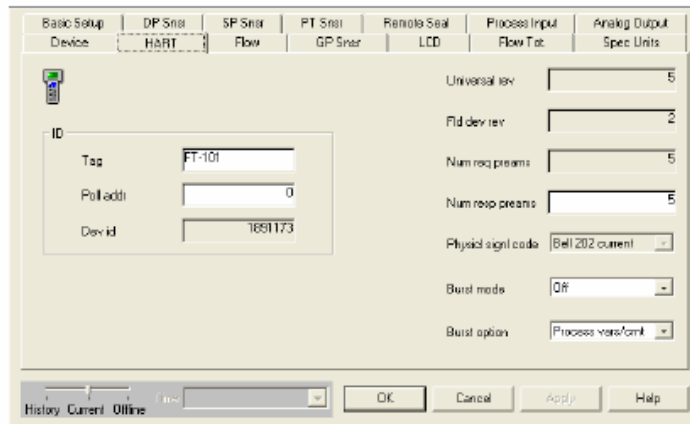 Basic Setup DP Snsr SP Snsr PT Snsr Remote Seal Process Input Analog Output
Device HART Flow GP Snsr LCD Flow Tot Spec Units
Universal rev 5
Fld dev rev 2
ID
Tag FT-101
Num req preams 5
Poll addr 0
Num resp preams 5
Dev id 1891173
Physicl signl code Bell 202 current
Burst mode Off
Burst option Process vars/crnt
Time:
History Current Offline
OK Cancel Apply Help